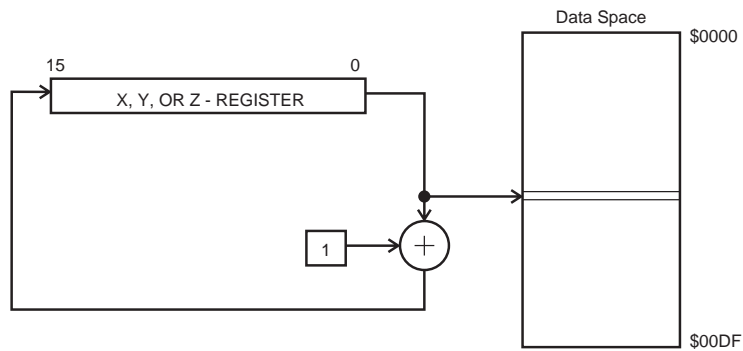 Data Space
$0000
15 0
X, Y, OR Z - REGISTER
1
+
$00DF